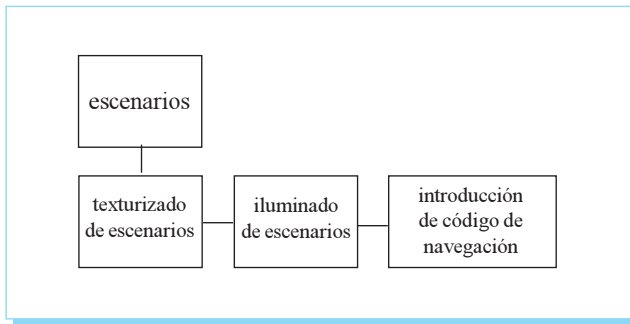 escenarios
texturizado
de escenarios
iluminado
de escenarios
introducción
de código de
navegación